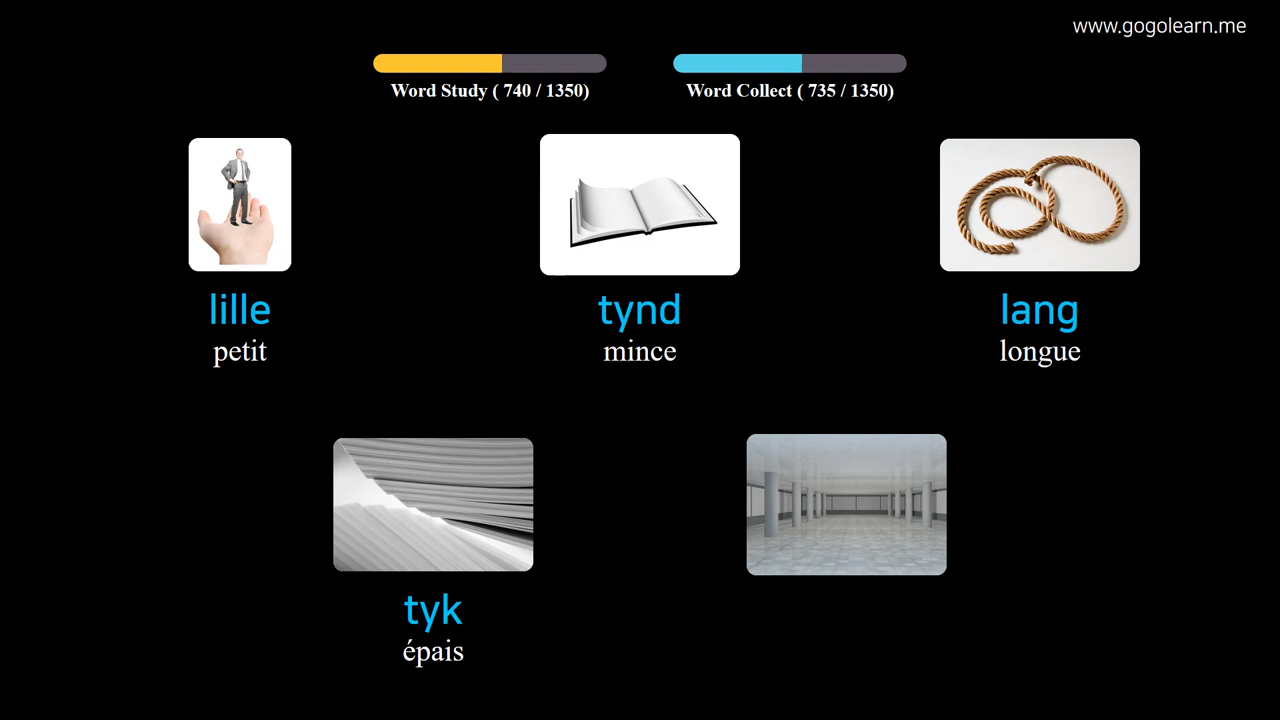 www.gogolearn.me
Word Study ( 740 / 1350)
Word Collect ( 735 / 1350)
lille
petit
tynd
mince
lang
longue
tyk
épais